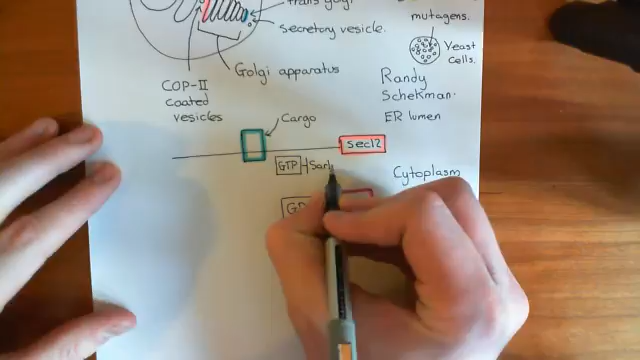 trans golgi
secretory vesicle.
Golgi apparatus
COP-II
coated
vesicles
mutagens.
Yeast
cells.
Randy
Schekman.
ER lumen
Cargo
sec12
GTP
Sar1
Cytoplasm